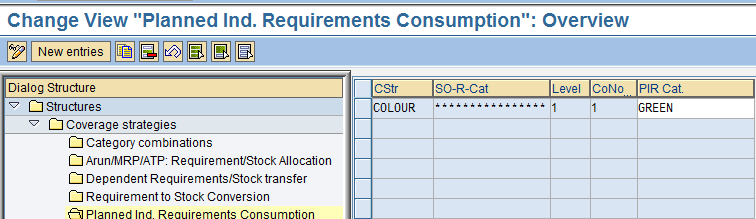 Change View "Planned Ind. Requirements Consumption": Overview
New entries
Dialog Structure
Structures
Coverage strategies
Category combinations
Arun/MRP/ATP: Requirement/Stock Allocation
Dependent Requirements/Stock transfer
Requirement to Stock Conversion
Planned Ind. Requirements Consumption
CStr SO-R-Cat Level CoNo... PIR Cat.
COLOUR **************** 1 1 GREEN